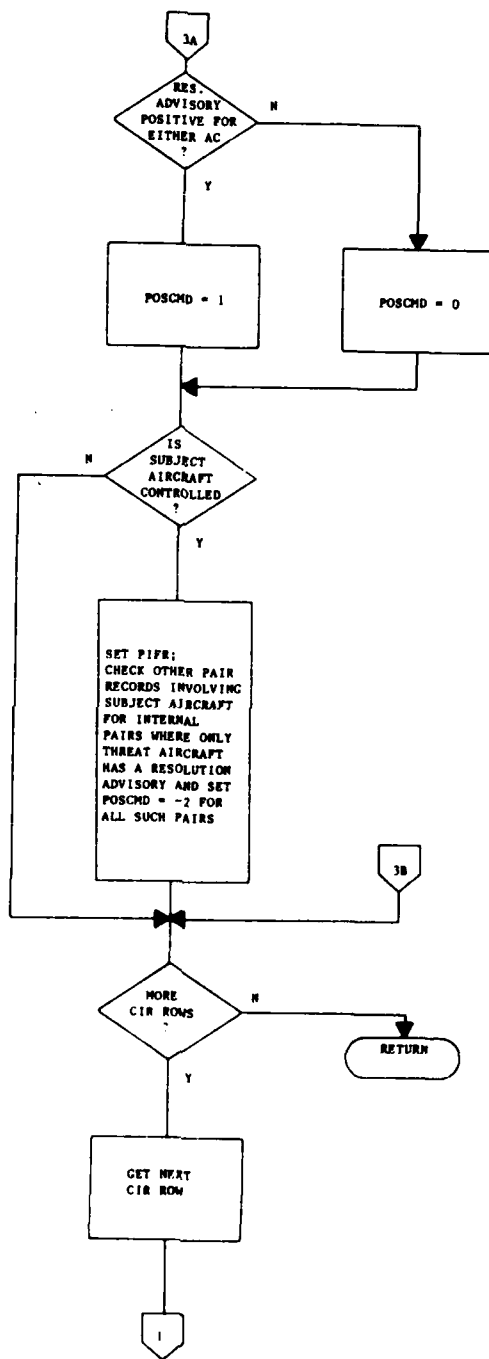 3A
RES.
ADVISORY
POSITIVE FOR
EITHER AC
?
N
Y
POSCMD = 1
POSCMD = 0
IS
SUBJECT
AIRCRAFT
CONTROLLED
?
N
Y
SET PIFR;
CHECK OTHER PAIR
RECORDS INVOLVING
SUBJECT AIRCRAFT
FOR INTERNAL
PAIRS WHERE ONLY
THREAT AIRCRAFT
HAS A RESOLUTION
ADVISORY AND SET
POSCMD = -2 FOR
ALL SUCH PAIRS
3B
MORE
CIR ROWS
?
N
RETURN
Y
GET NEXT
CIR ROW
1